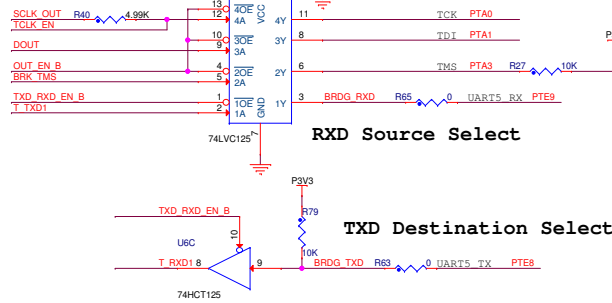 13
4OE
VCC
SCLK_OUT R40 4.99K 12 4A 4Y 11 TCK PTA0
TCLK_EN
10 3OE 3Y 8 TDI PTA1
DOUT 9 3A P
OUT_EN_B 4 2OE 2Y 6 TMS PTA3 R27 10K
BRK_TMS 5 2A
TXD_RXD_EN_B 1 1OE GND 1Y 3 BRDG_RXD R65 0 UART5_RX PTE9
T_TXD1 2 1A
74LVC125 7
RXD Source Select
P3V3
TXD_RXD_EN_B R79
10
TXD Destination Select
U6C
10K
T_RXD1 8 9 BRDG_TXD R63 0 UART5_TX PTE8
74HCT125